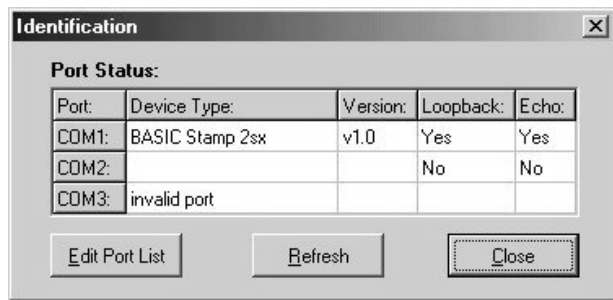 Identification
Port Status:
Port: Device Type: Version: Loopback: Echo:
COM1: BASIC Stamp 2sx v1.0 Yes Yes
COM2: No No
COM3: invalid port
Edit Port List Refresh Close